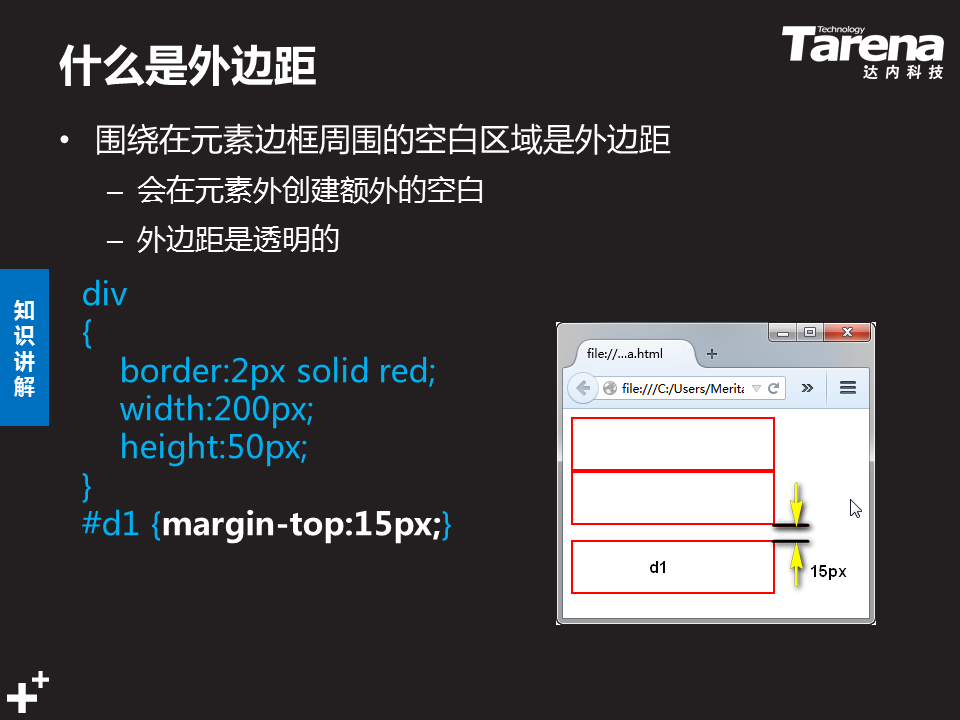 什么是外边距
Technology
Tarena
达内科技
• 围绕在元素边框周围的空白区域是外边距
– 会在元素外创建额外的空白
– 外边距是透明的
知识讲解
div
{
border:2px solid red;
width:200px;
height:50px;
}
#d1 {margin-top:15px;}
file://...a.html
file:///C:/Users/Merita
d1
15px